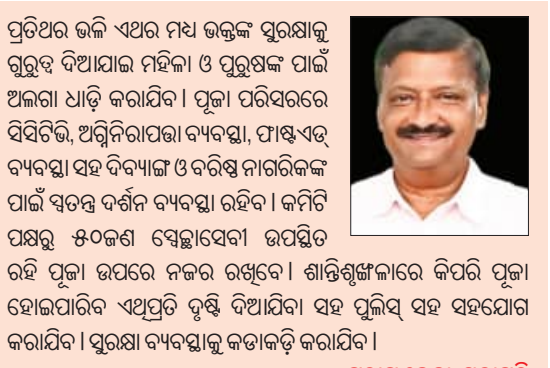 ପ୍ରତିଥର ଭଳି ଏଥର ମଧ୍ୟ ଭକ୍ତଙ୍କ ସୁରକ୍ଷାକୁ
ଗୁରୁତ୍ୱ ଦିଆଯାଇ ମହିଳା ଓ ପୁରୁଷଙ୍କ ପାଇଁ
ଅଲଗା ଧାଡ଼ି କରାଯିବ। ପୂଜା ପରିସରରେ
ସିସିଟିଭି, ଅଗ୍ନିନିରାପତ୍ତା ବ୍ୟବସ୍ଥା, ଫାଷ୍ଟଏଡ୍
ବ୍ୟବସ୍ଥା ସହ ଦିବ୍ୟାଙ୍ଗ ଓ ବରିଷ୍ଠ ନାଗରିକଙ୍କ
ପାଇଁ ସ୍ୱତନ୍ତ୍ର ଦର୍ଶନ ବ୍ୟବସ୍ଥା ରହିବ। କମିଟି
ପକ୍ଷରୁ ୫୦ଜଣ ସ୍ୱେଚ୍ଛାସେବୀ ଉପସ୍ଥିତ
ରହି ପୂଜା ଉପରେ ନଜର ରଖିବେ। ଶାନ୍ତିଶୃଙ୍ଖଳାରେ କିପରି ପୂଜା
ହୋଇପାରିବ ଏଥିପ୍ରତି ଦୃଷ୍ଟି ଦିଆଯିବା ସହ ପୁଲିସ୍ ସହ ସହଯୋଗ
କରାଯିବ। ସୁରକ୍ଷା ବ୍ୟବସ୍ଥାକୁ କଡାକଡ଼ି କରାଯିବ।